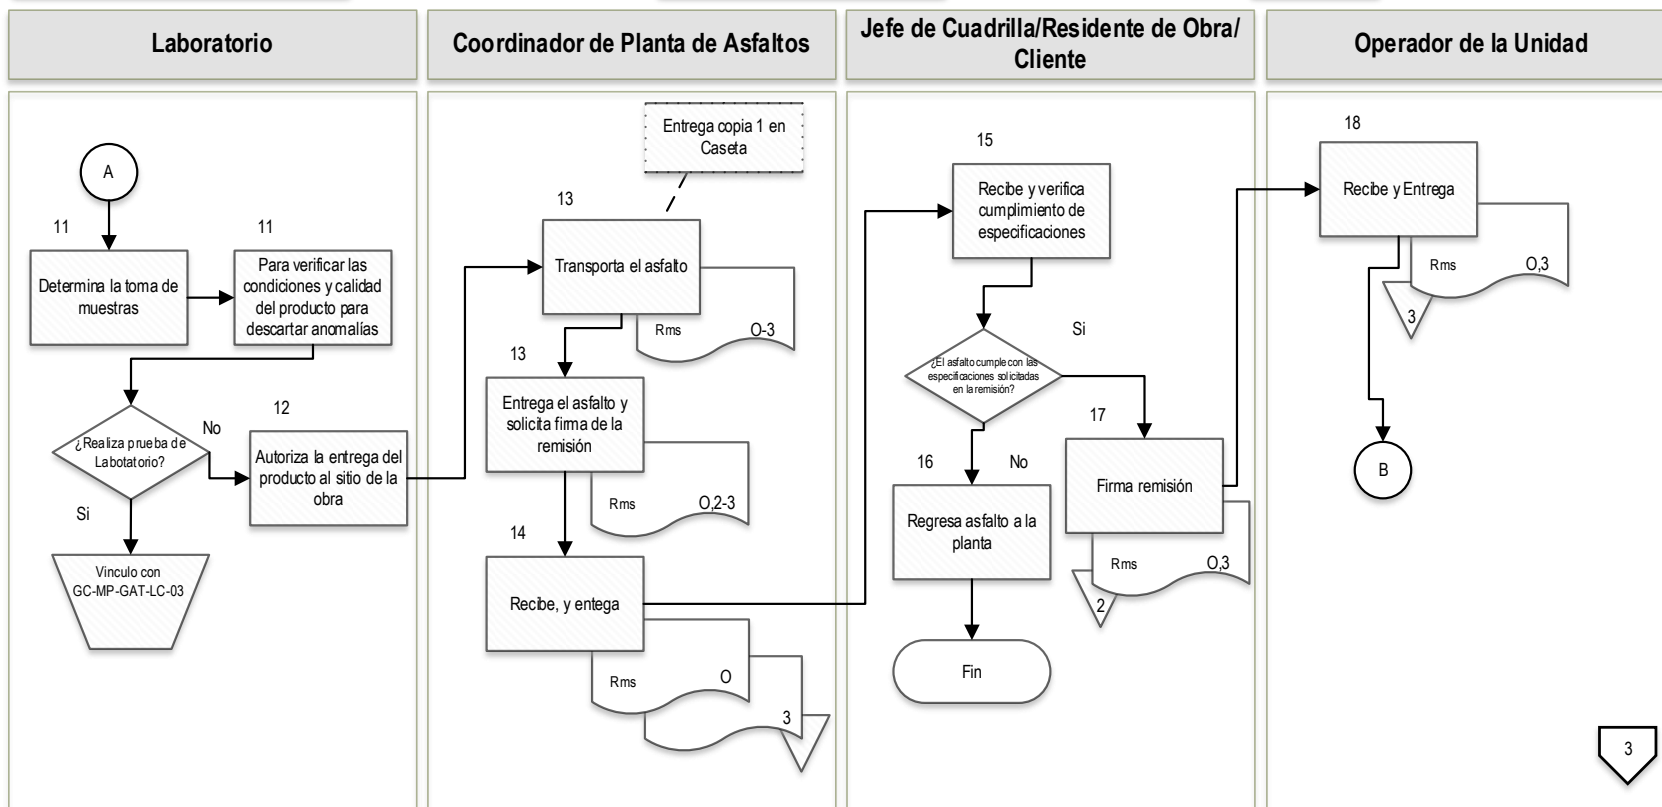 Laboratorio
Coordinador de Planta de Asfaltos
Jefe de Cuadrilla/Residente de Obra/
Cliente
Operador de la Unidad
A
11
Determina la toma de
muestras
11
Para verificar las
condiciones y calidad
del producto para
descartar anomalías
¿Realiza prueba de
Labotatorio?
No
Si
12
Autoriza la entrega del
producto al sitio de la
obra
Vinculo con
GC-MP-GAT-LC-03
Entrega copia 1 en
Caseta
13
Transporta el asfalto
Rms
O-3
13
Entrega el asfalto y
solicita firma de la
remisión
Rms
O,2-3
14
Recibe, y entega
Rms
O
3
15
Recibe y verifica
cumplimiento de
especificaciones
Si
¿El asfalto cumple con las
especificaciones solicitadas
en la remisión?
No
16
Regresa asfalto a la
planta
Fin
17
Firma remisión
Rms
O,3
2
18
Recibe y Entrega
Rms
O,3
3
B
3